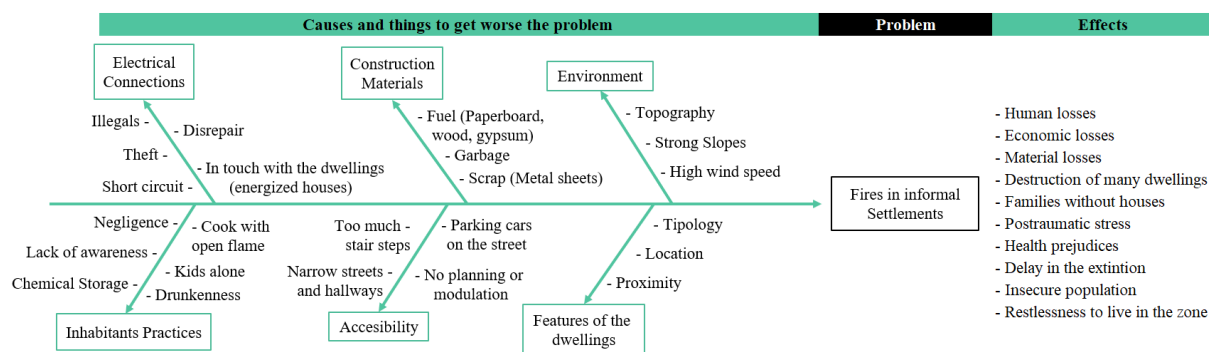 Causes and things to get worse the problem
Problem
Effects
Electrical
Connections
Illegals -
- Disrepair
Theft -
- In touch with the dwellings
(energized houses)
Short circuit -
Construction
Materials
- Fuel (Paperboard,
wood, gypsum)
- Garbage
- Scrap (Metal sheets)
Environment
- Topography
- Strong Slopes
- High wind speed
Negligence -
- Cook with
open flame
Lack of awareness -
- Kids alone
Chemical Storage -
- Drunkenness
Inhabitants Practices
Too much -
stair steps
- Parking cars
on the street
Narrow streets -
and hallways
- No planning or
modulation
Accesibility
- Tipology
- Location
- Proximity
Features of the
dwellings
Fires in informal
Settlements
- Human losses
- Economic losses
- Material losses
- Destruction of many dwellings
- Families without houses
- Postraumatic stress
- Health prejudices
- Delay in the extintion
- Insecure population
- Restlessness to live in the zone